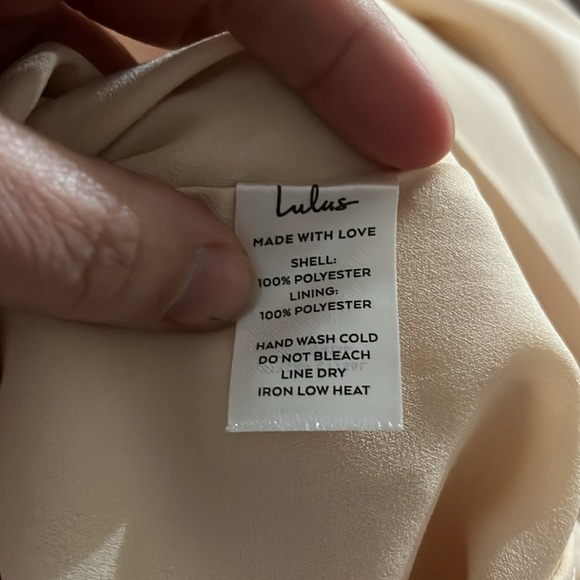 Lulus
MADE WITH LOVE
SHELL:
100% POLYESTER
LINING:
100% POLYESTER
HAND WASH COLD
DO NOT BLEACH
LINE DRY
IRON LOW HEAT